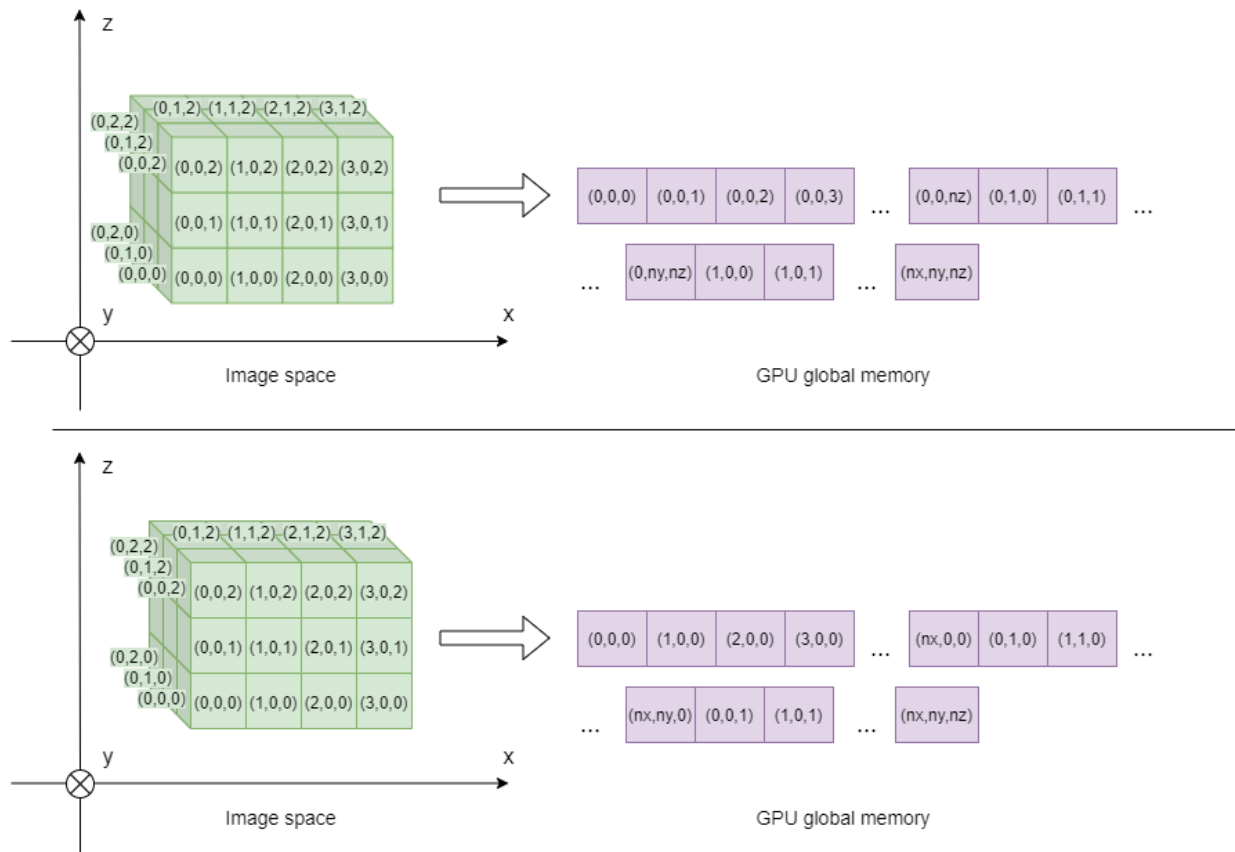 z
(0,1,2) (1,1,2) (2,1,2) (3,1,2)
(0,2,2)
(0,1,2)
(0,0,2) (0,0,2) (1,0,2) (2,0,2) (3,0,2)
(0,0,1) (1,0,1) (2,0,1) (3,0,1)
(0,2,0)
(0,1,0)
(0,0,0) (0,0,0) (1,0,0) (2,0,0) (3,0,0)
y
x
Image space
(0,0,0) (0,0,1) (0,0,2) (0,0,3) ... (0,0,nz) (0,1,0) (0,1,1) ...
... (0,ny,nz) (1,0,0) (1,0,1) ... (nx,ny,nz)
GPU global memory
z
(0,1,2) (1,1,2) (2,1,2) (3,1,2)
(0,2,2)
(0,1,2)
(0,0,2) (0,0,2) (1,0,2) (2,0,2) (3,0,2)
(0,0,1) (1,0,1) (2,0,1) (3,0,1)
(0,2,0)
(0,1,0)
(0,0,0) (0,0,0) (1,0,0) (2,0,0) (3,0,0)
y
x
Image space
(0,0,0) (1,0,0) (2,0,0) (3,0,0) ... (nx,0,0) (0,1,0) (1,1,0) ...
... (nx,ny,0) (0,0,1) (1,0,1) ... (nx,ny,nz)
GPU global memory